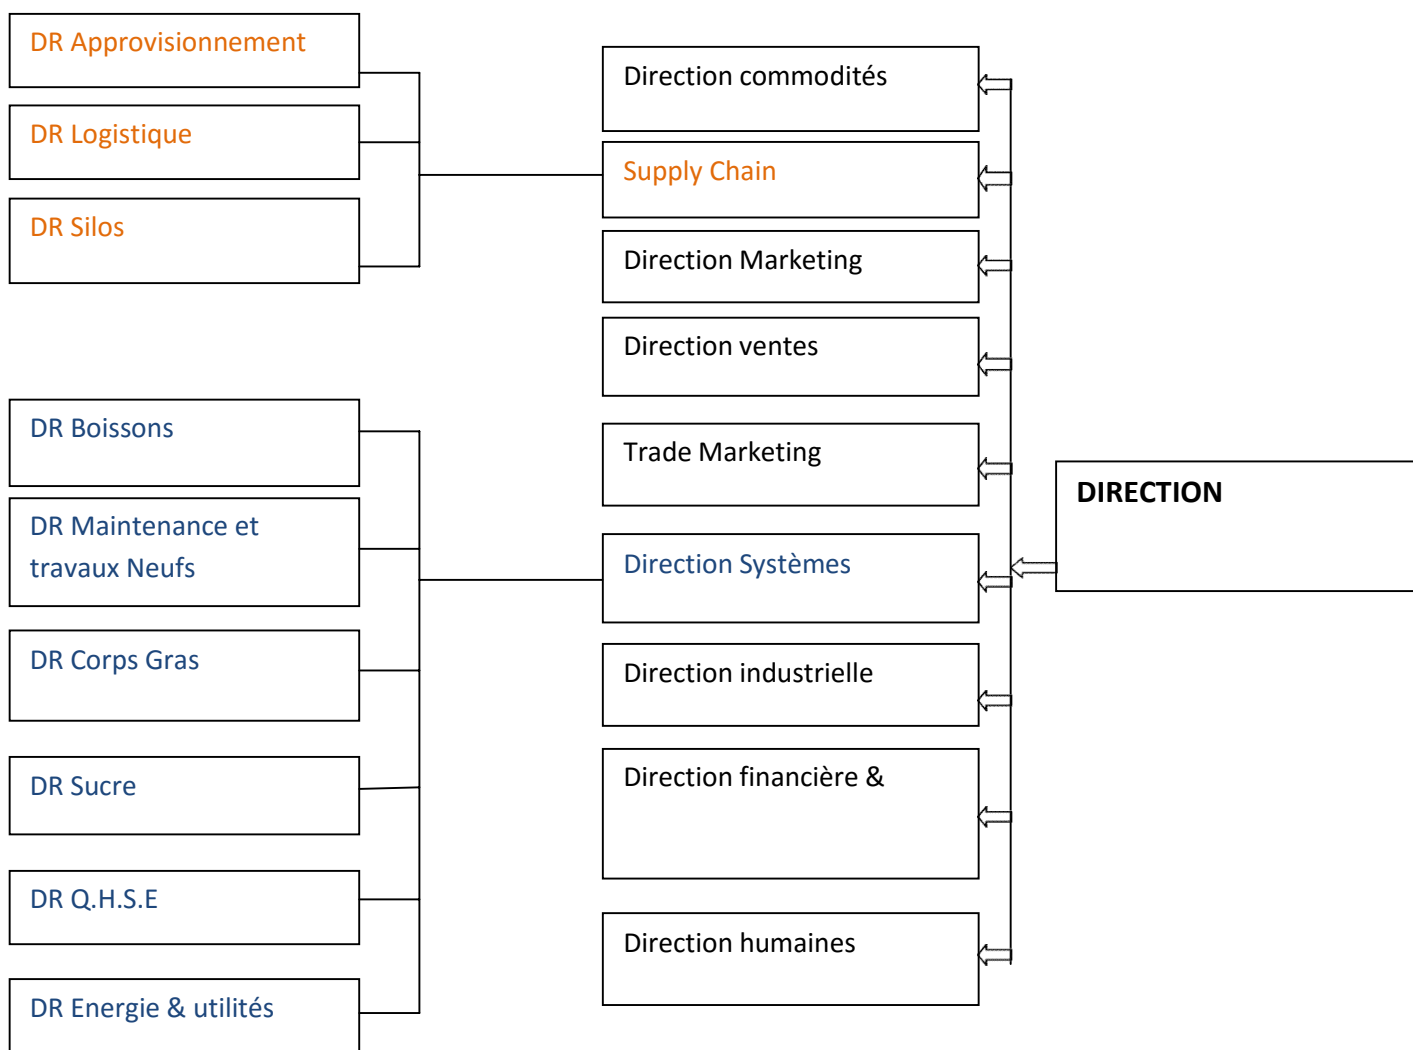 DR Approvisionnement
DR Logistique
DR Silos
DR Boissons
DR Maintenance et
travaux Neufs
DR Corps Gras
DR Sucre
DR Q.H.S.E
DR Energie & utilités
Direction commodités
Supply Chain
Direction Marketing
Direction ventes
Trade Marketing
Direction Systèmes
Direction industrielle
Direction financière &
Direction humaines
DIRECTION